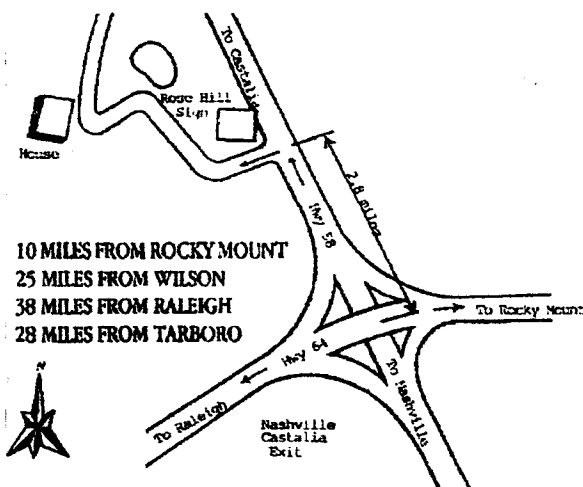 To Castalia
Rose Hill
Sign
House
2.8 miles
Hwy 58
10 MILES FROM ROCKY MOUNT
25 MILES FROM WILSON
38 MILES FROM RALEIGH
28 MILES FROM TARBORO
To Rocky Mount
Hwy 64
To Nashville
To Raleigh
N
Nashville
Castalia
Exit